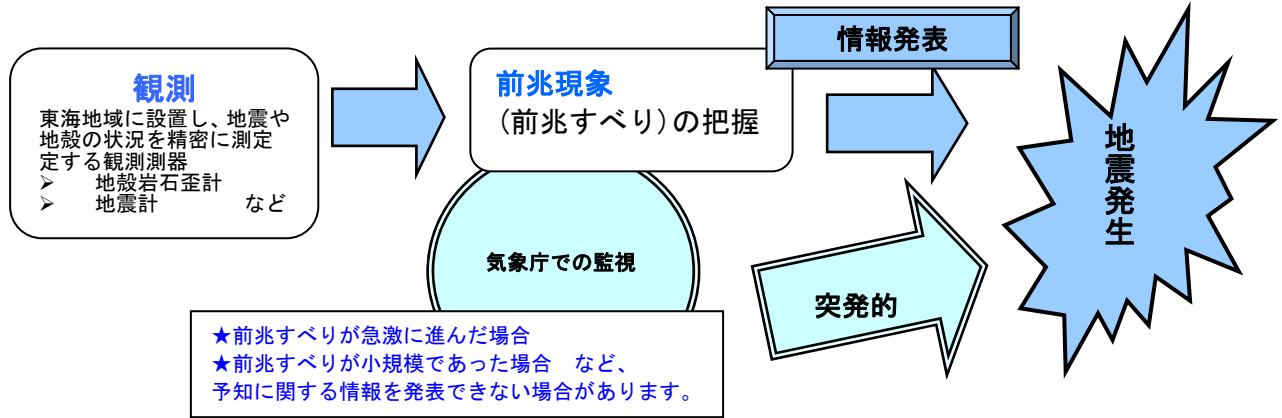 観測
東海地域に設置し、地震や
地殻の状況を精密に測定
定する観測測器
➢ 地殻岩石歪計
➢ 地震計 など
前兆現象
(前兆すべり)の把握
情報発表
地震発生
気象庁での監視
突発的
★前兆すべりが急激に進んだ場合
★前兆すべりが小規模であった場合 など、
予知に関する情報を発表できない場合があります。